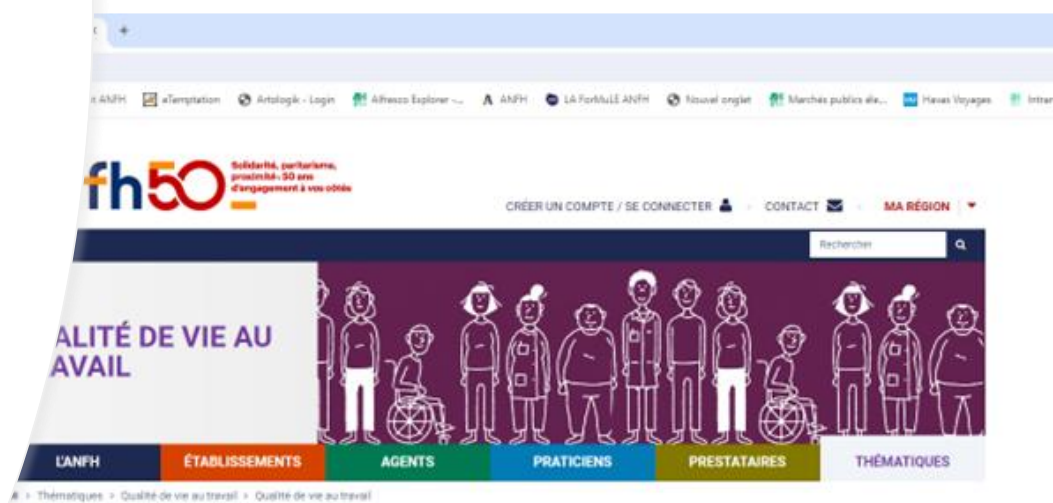 ANFH eTemptation Artologik - Login Alfresco Explorer -... ANFH LA ForMuLE ANFH Nouvel onglet Marchés publics éle... Havas Voyages Intran
fh50
Solidarité, paritarisme,
proximité : 50 ans
d'engagement à vos côtés
CRÉER UN COMPTE / SE CONNECTER CONTACT MA RÉGION
Rechercher
ALITÉ DE VIE AU
AVAIL
L'ANFH ÉTABLISSEMENTS AGENTS PRATICIENS PRESTATAIRES THÉMATIQUES
> Thématiques > Qualité de vie au travail > Qualité de vie au travail